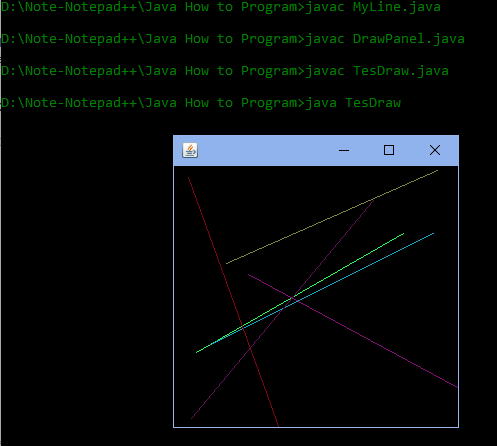 D:\Note-Notepad++\Java How to Program>javac MyLine.java
D:\Note-Notepad++\Java How to Program>javac DrawPanel.java
D:\Note-Notepad++\Java How to Program>javac TesDraw.java
D:\Note-Notepad++\Java How to Program>java TesDraw